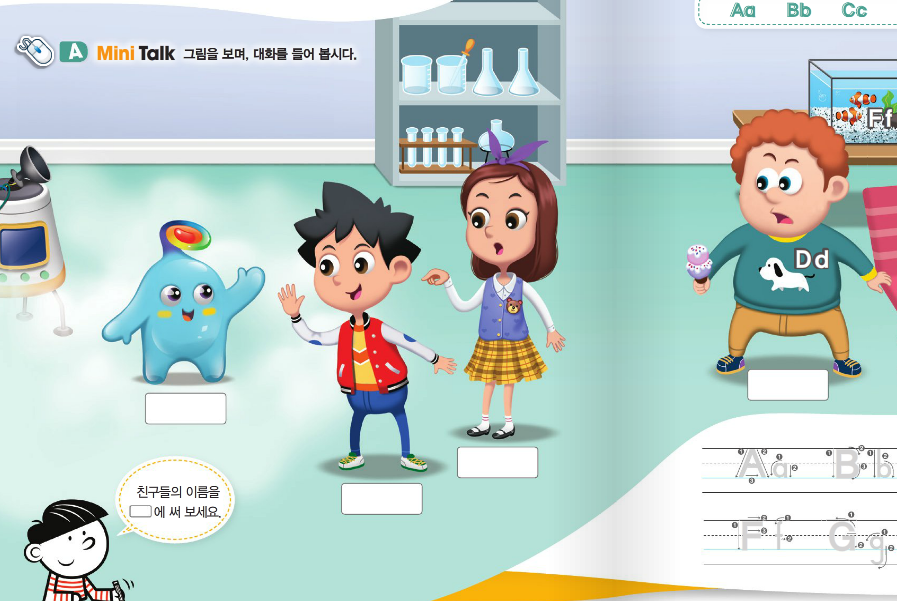 A Mini Talk 그림을 보며, 대화를 들어 봅시다.
Aa Bb Cc
Ff
Dd
친구들의 이름을
에 써 보세요.
Aa Bb
Ff Gg